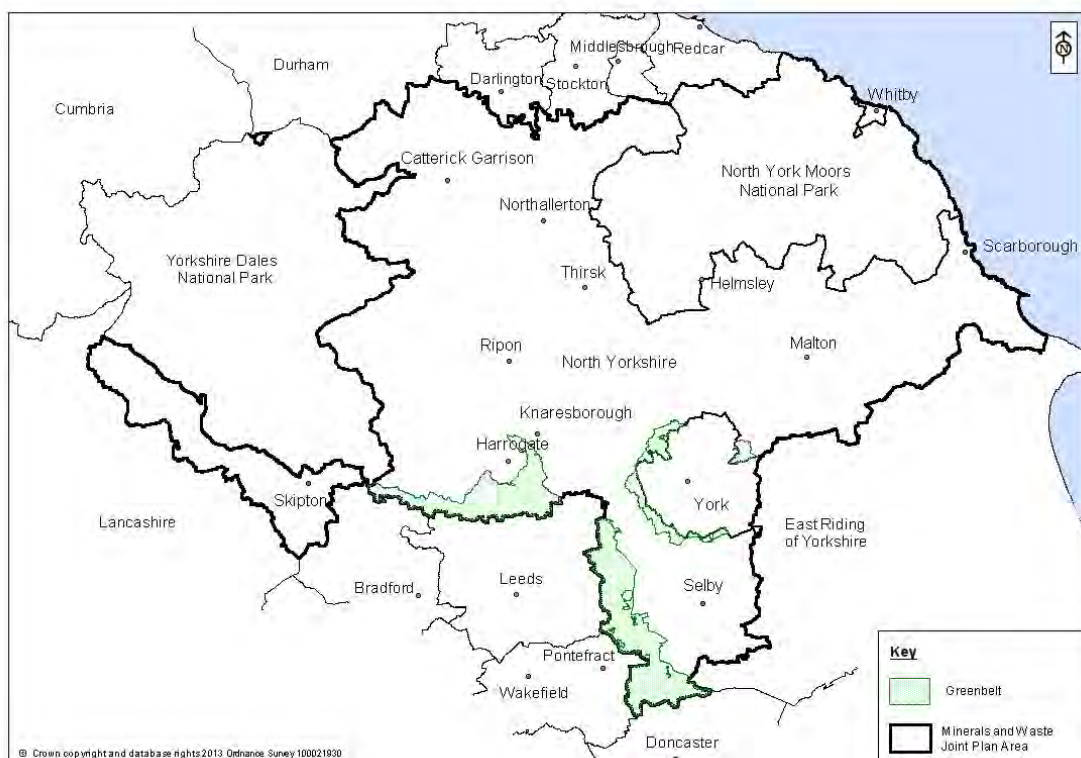 N
Middlesbrough
Redcar
Durham
Darlington
Stockton
Cumbria
Whitby
Catterick Garrison
North York Moors
National Park
Northallerton
Scarborough
Yorkshire Dales
National Park
Thirsk
Helmsley
Ripon
North Yorkshire
Malton
Knaresborough
Harrogate
Skipton
York
Lancashire
East Riding
of Yorkshire
Bradford
Leeds
Selby
Pontefract
Wakefield
Doncaster
Key
Greenbelt
Minerals and Waste
Joint Plan Area
© Crown copyright and database rights 2013 Ordnance Survey 100021930